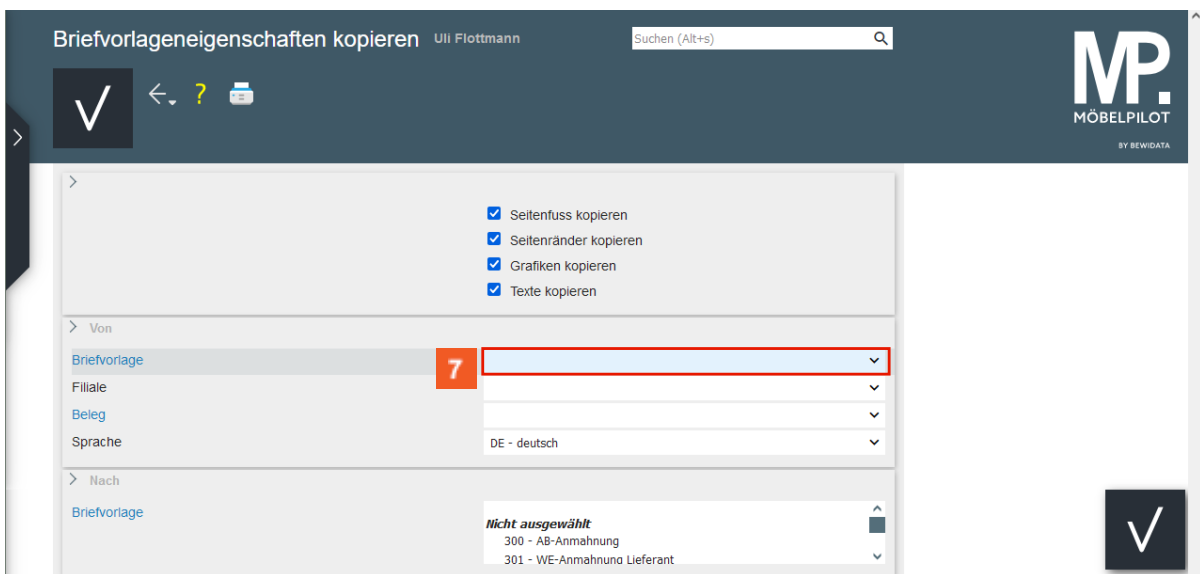 Briefvorlageneigenschaften kopieren Uli Flottmann Suchen (Alt+s)
?
MP.
MÖBELPILOT
BY BEWIDATA
Seitenfuss kopieren
Seitenränder kopieren
Grafiken kopieren
Texte kopieren
Von
Briefvorlage 7
Filiale
Beleg
Sprache DE - deutsch
Nach
Briefvorlage
Nicht ausgewählt
300 - AB-Anmahnung
301 - WE-Anmahnung Lieferant